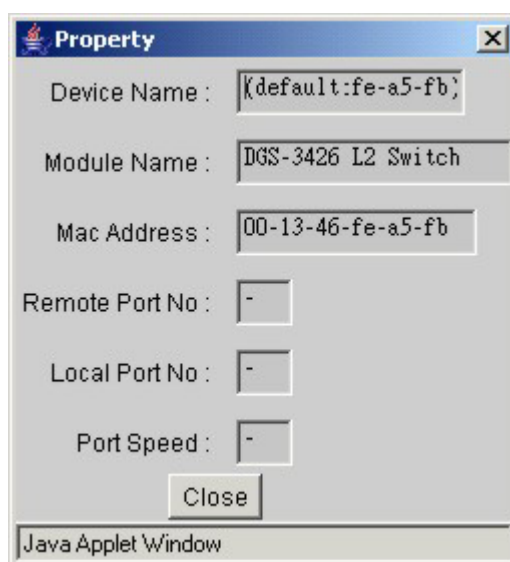 Property
Device Name : (default:fe-a5-fb)
Module Name : DGS-3426 L2 Switch
Mac Address : 00-13-46-fe-a5-fb
Remote Port No : -
Local Port No : -
Port Speed : -
Close
Java Applet Window